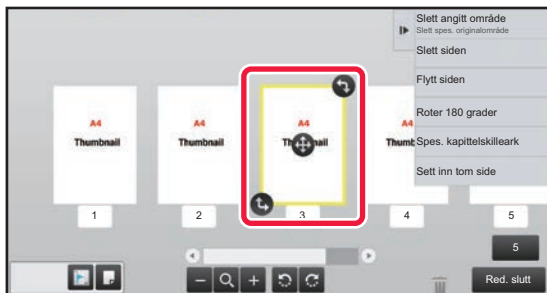 Slett angitt område
Slett spes. originalområde
Slett siden
Flytt siden
Roter 180 grader
Spes. kapittelskilleark
Sett inn tom side
A4
Thumbnail
A4
Thumbnail
A4
A4
1
2
3
4
5
5
Red. slutt